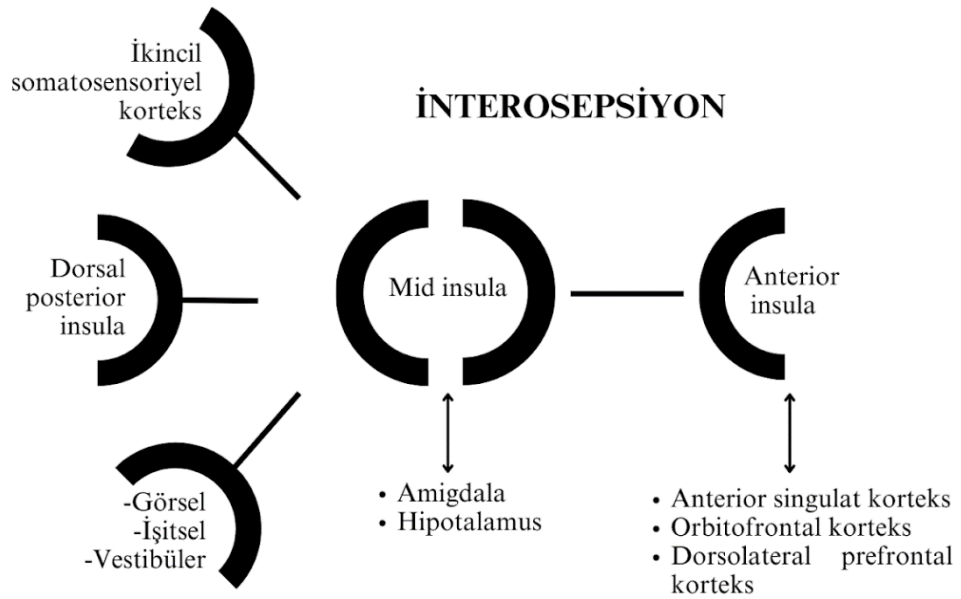 İkincil
somatosensoriyel
korteks
İNTEROSEPSİYON
Dorsal
posterior
insula
Mid insula
Anterior
insula
-Görsel
-İşitsel
-Vestibüler
• Amigdala
• Hipotalamus
• Anterior singulat korteks
• Orbitofrontal korteks
• Dorsolateral prefrontal
korteks